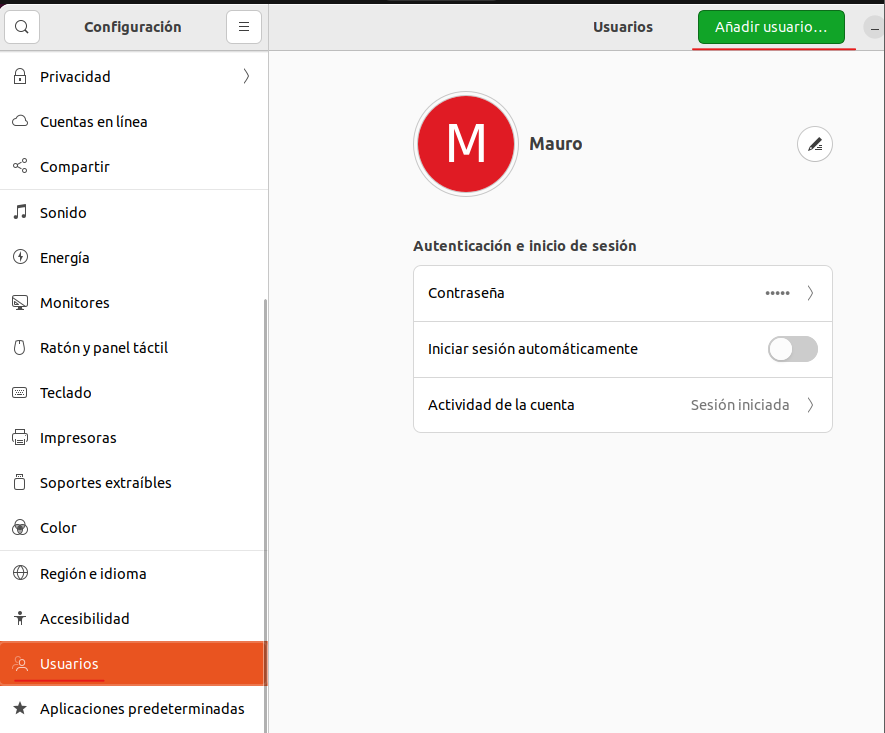 Configuración
Usuarios
Añadir usuario...
Privacidad
Cuentas en línea
Compartir
Sonido
Energía
Monitores
Ratón y panel táctil
Teclado
Impresoras
Soportes extraíbles
Color
Región e idioma
Accesibilidad
Usuarios
Aplicaciones predeterminadas
M
Mauro
Autenticación e inicio de sesión
Contraseña •••••
Iniciar sesión automáticamente
Actividad de la cuenta Sesión iniciada